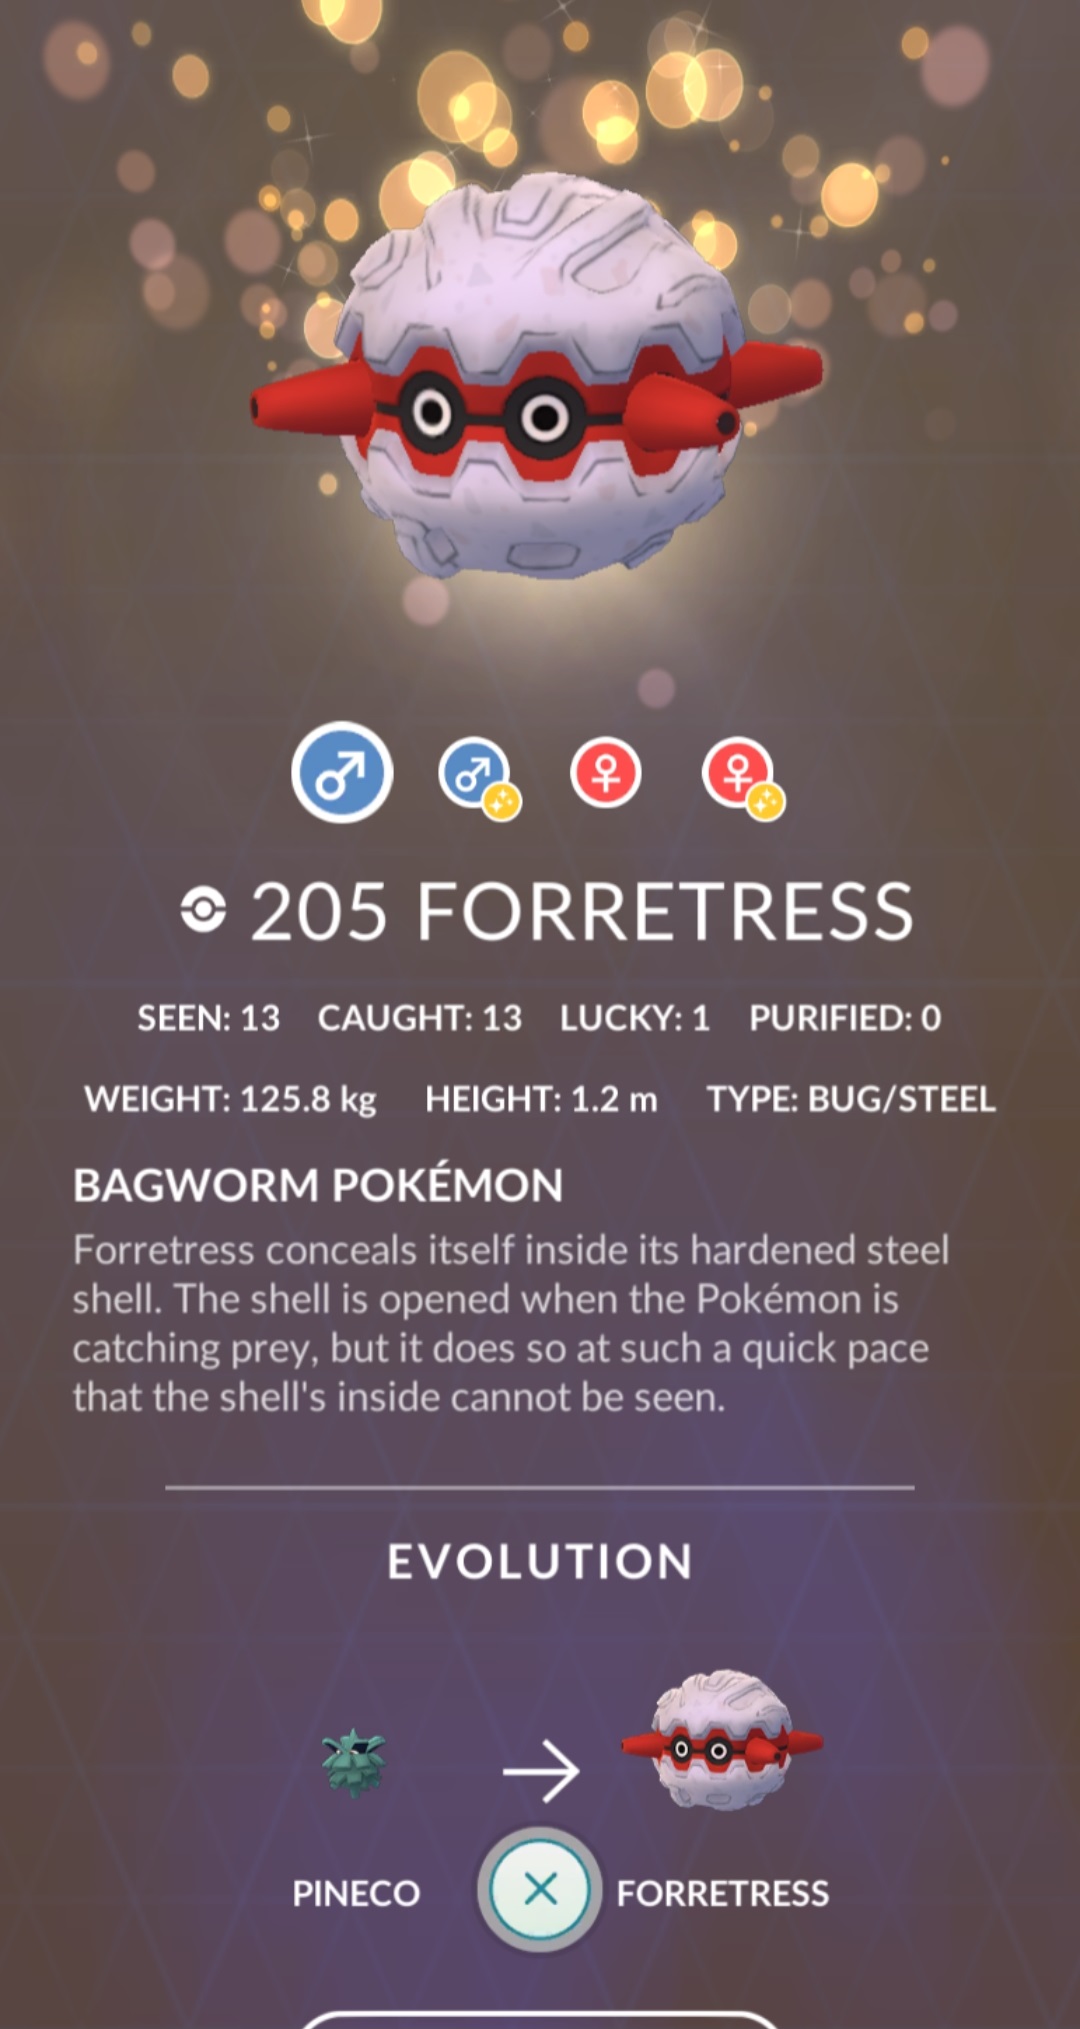 205 FORRETRESS
SEEN: 13 CAUGHT: 13 LUCKY: 1 PURIFIED: 0
WEIGHT: 125.8 kg HEIGHT: 1.2 m TYPE: BUG/STEEL
BAGWORM POKÉMON
Forretress conceals itself inside its hardened steel
shell. The shell is opened when the Pokémon is
catching prey, but it does so at such a quick pace
that the shell's inside cannot be seen.
EVOLUTION
PINECO FORRETRESS